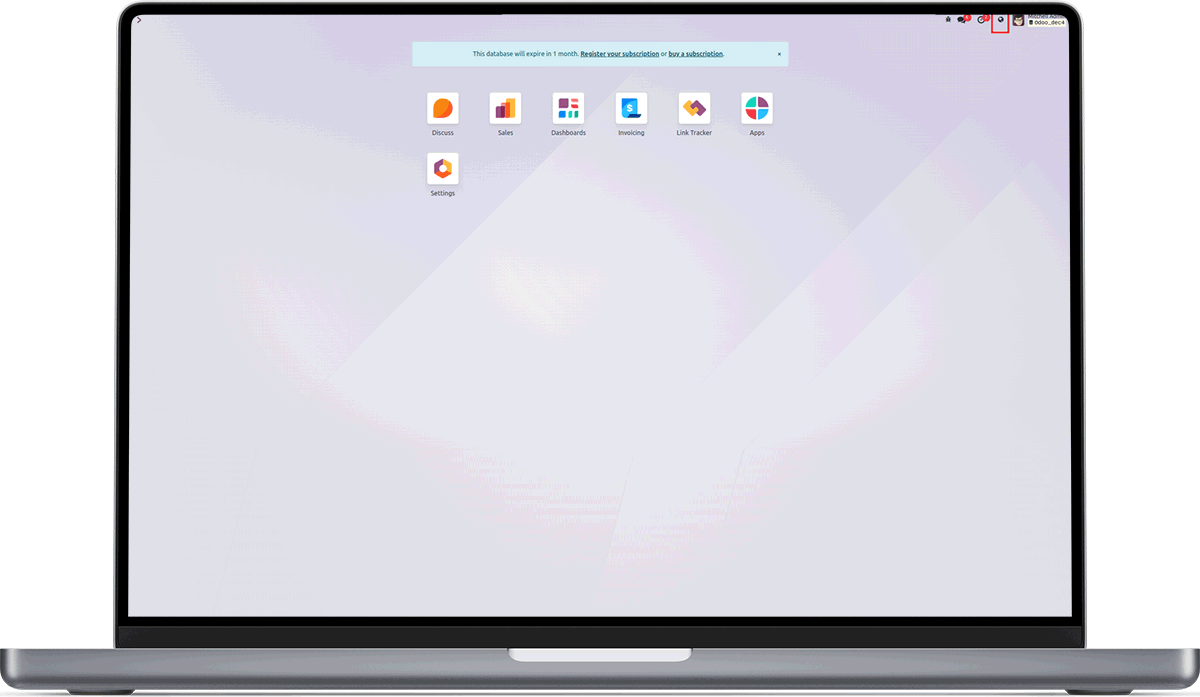 Mitchell Admin
Odoo_dec4
This database will expire in 1 month. Register your subscription or buy a subscription.
Discuss
Sales
Dashboards
Invoicing
Link Tracker
Apps
Settings